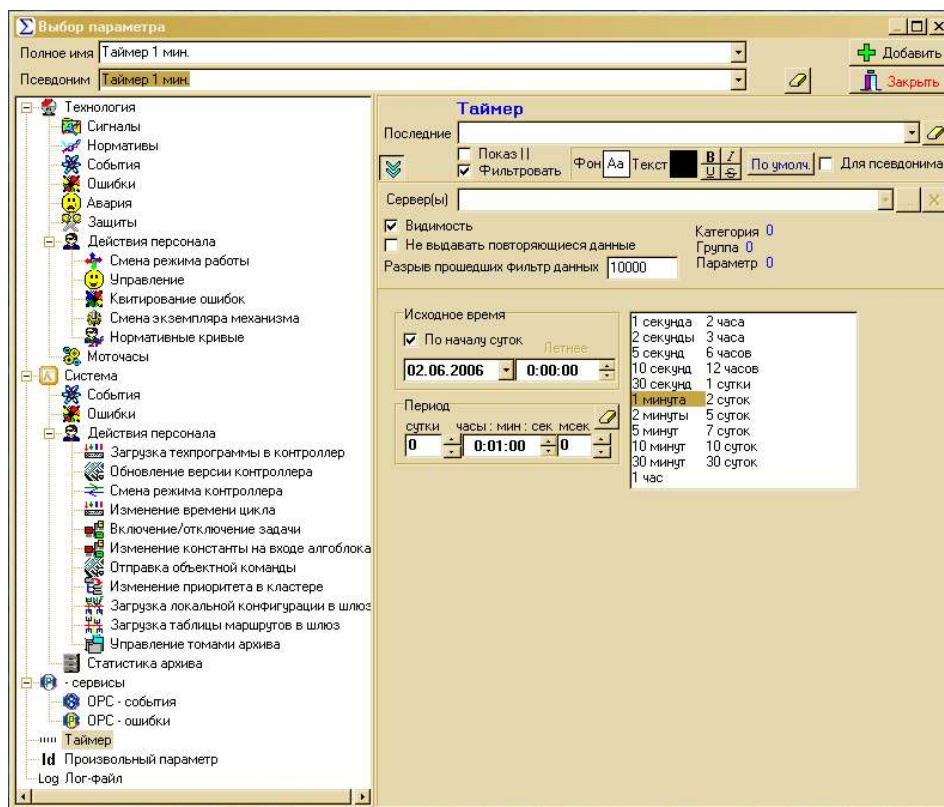 Выбор параметра
Полное имя Таймер 1 мин.
Добавить
Псевдоним Таймер 1 мин.
Закрыть
Технология
Сигналы
Нормативы
События
Ошибки
Авария
Защиты
Действия персонала
Смена режима работы
Управление
Квитирование ошибок
Смена экземпляра механизма
Нормативные кривые
Моточасы
Система
События
Ошибки
Действия персонала
Загрузка техпрограммы в контроллер
Обновление версии контроллера
Смена режима контроллера
Изменение времени цикла
Включение/отключение задачи
Изменение константы на входе алгоблока
Отправка объектной команды
Изменение приоритета в кластере
Загрузка локальной конфигурации в шлюз
Загрузка таблицы маршрутов в шлюз
Управление томами архива
Статистика архива
- сервисы
OPC - события
OPC - ошибки
Таймер
Id Произвольный параметр
Log Лог-файл
Таймер
Последние
Показ ||
Фильтровать
Фон Aa Текст B I U S По умолч. Для псевдонима
Сервер(ы)
Видимость
Не выдавать повторяющиеся данные
Разрыв прошедших фильтр данных 10000
Категория 0
Группа 0
Параметр 0
Исходное время
По началу суток
Летнее
02.06.2006 0:00:00
Период
сутки часы : мин : сек мсек
0 0:01:00 0
1 секунда 2 часа
2 секунды 3 часа
5 секунд 6 часов
10 секунд 12 часов
30 секунд 1 сутки
1 минута 2 суток
2 минуты 5 суток
5 минут 7 суток
10 минут 10 суток
30 минут 30 суток
1 час